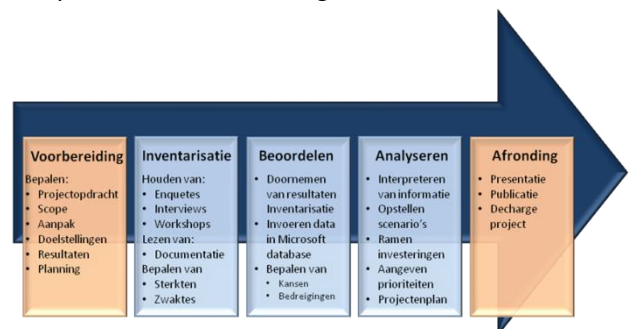 Voorbereiding
Bepalen:
• Projectopdracht
• Scope
• Aanpak
• Doelstellingen
• Resultaten
• Planning
Inventarisatie
Houden van:
• Enquetes
• Interviews
• Workshops
Lezen van:
• Documentatie
Bepalen van
• Sterkten
• Zwaktes
Beoordelen
• Doornemen
van resultaten
Inventarisatie
• Invoeren data
in Microsoft
database
• Bepalen van
• Kansen
• Bedreigingen
Analyseren
• Interpreteren
van informatie
• Opstellen
scenario's
• Ramen
investeringen
• Aangeven
prioriteiten
• Projectenplan
Afronding
• Presentatie
• Publicatie
• Decharge
project